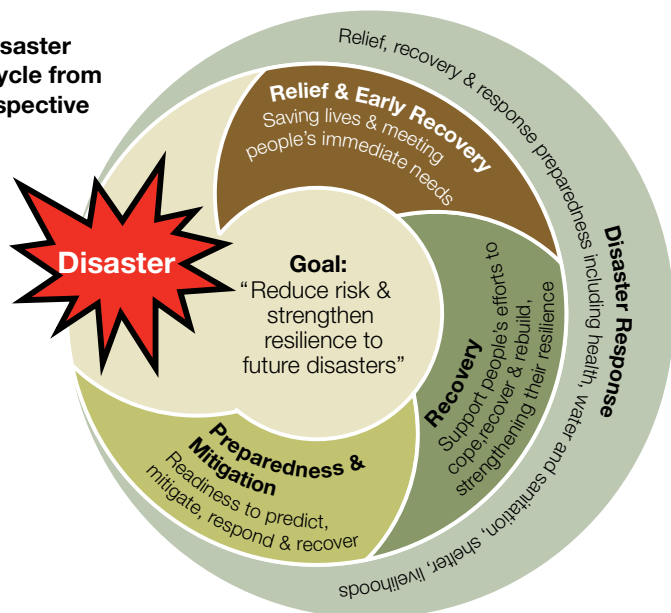 isaster
ycle from
spective
Relief, recovery & response preparedness including health, water and sanitation, shelter, livelihoods
Disaster Response
Relief & Early Recovery
Saving lives & meeting
people's immediate needs
Disaster
Goal:
“Reduce risk &
strengthen
resilience to
future disasters”
Recovery
Support people's efforts to
cope,recover & rebuild,
strengthening their resilience
Preparedness &
Mitigation
Readiness to predict,
mitigate, respond & recover